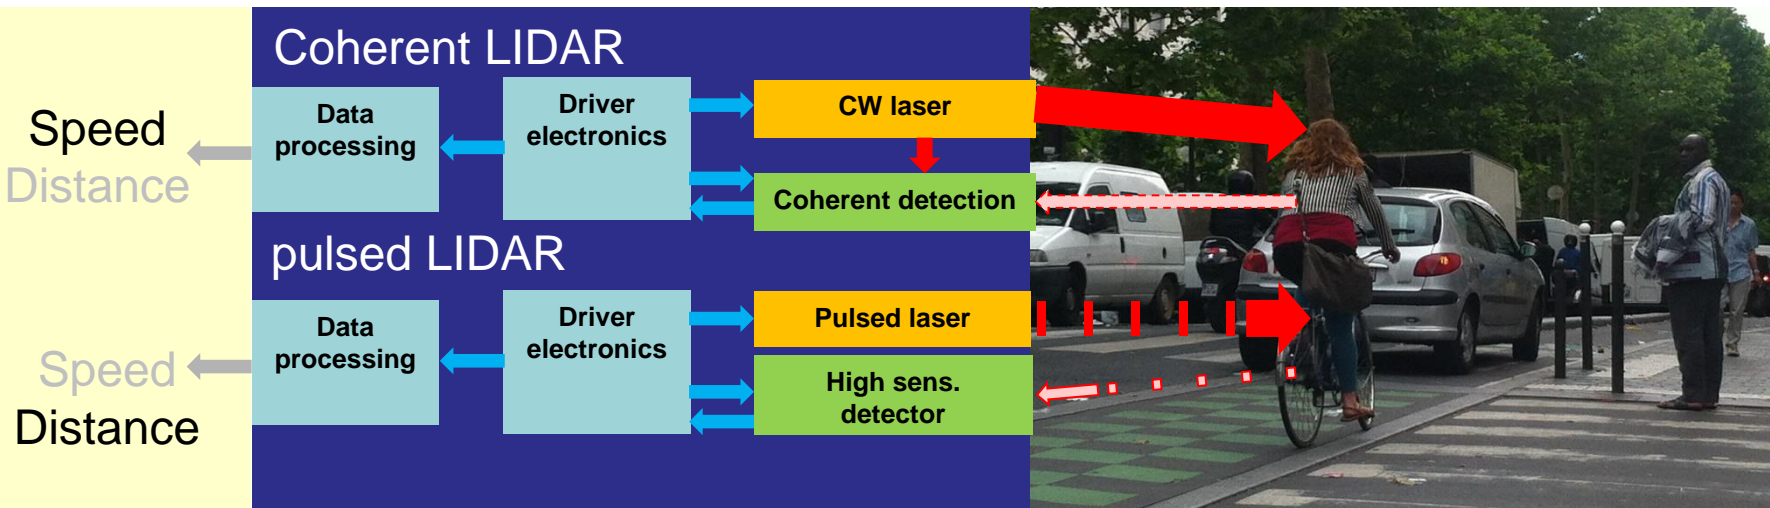 Coherent LIDAR
Speed
Distance
Data
processing
Driver
electronics
CW laser
Coherent detection
pulsed LIDAR
Speed
Distance
Data
processing
Driver
electronics
Pulsed laser
High sens.
detector